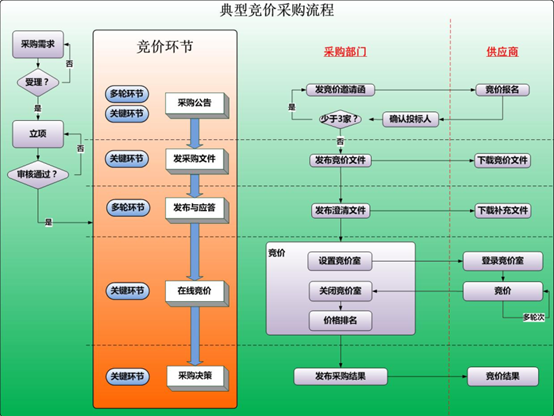 典型竞价采购流程
采购需求
否
受理？
是
立项
否
审核通过？
是
竞价环节
多轮环节
关键环节
采购公告
关键环节
发采购文件
多轮环节
发布与应答
关键环节
在线竞价
关键环节
采购决策
采购部门
供应商
发竞价邀请函
竞价报名
是
少于3家？
确认投标人
否
发布竞价文件
下载竞价文件
发布澄清文件
下载补充文件
竞价
设置竞价室
登录竞价室
关闭竞价室
竞价
多轮次
价格排名
发布采购结果
竞价结果